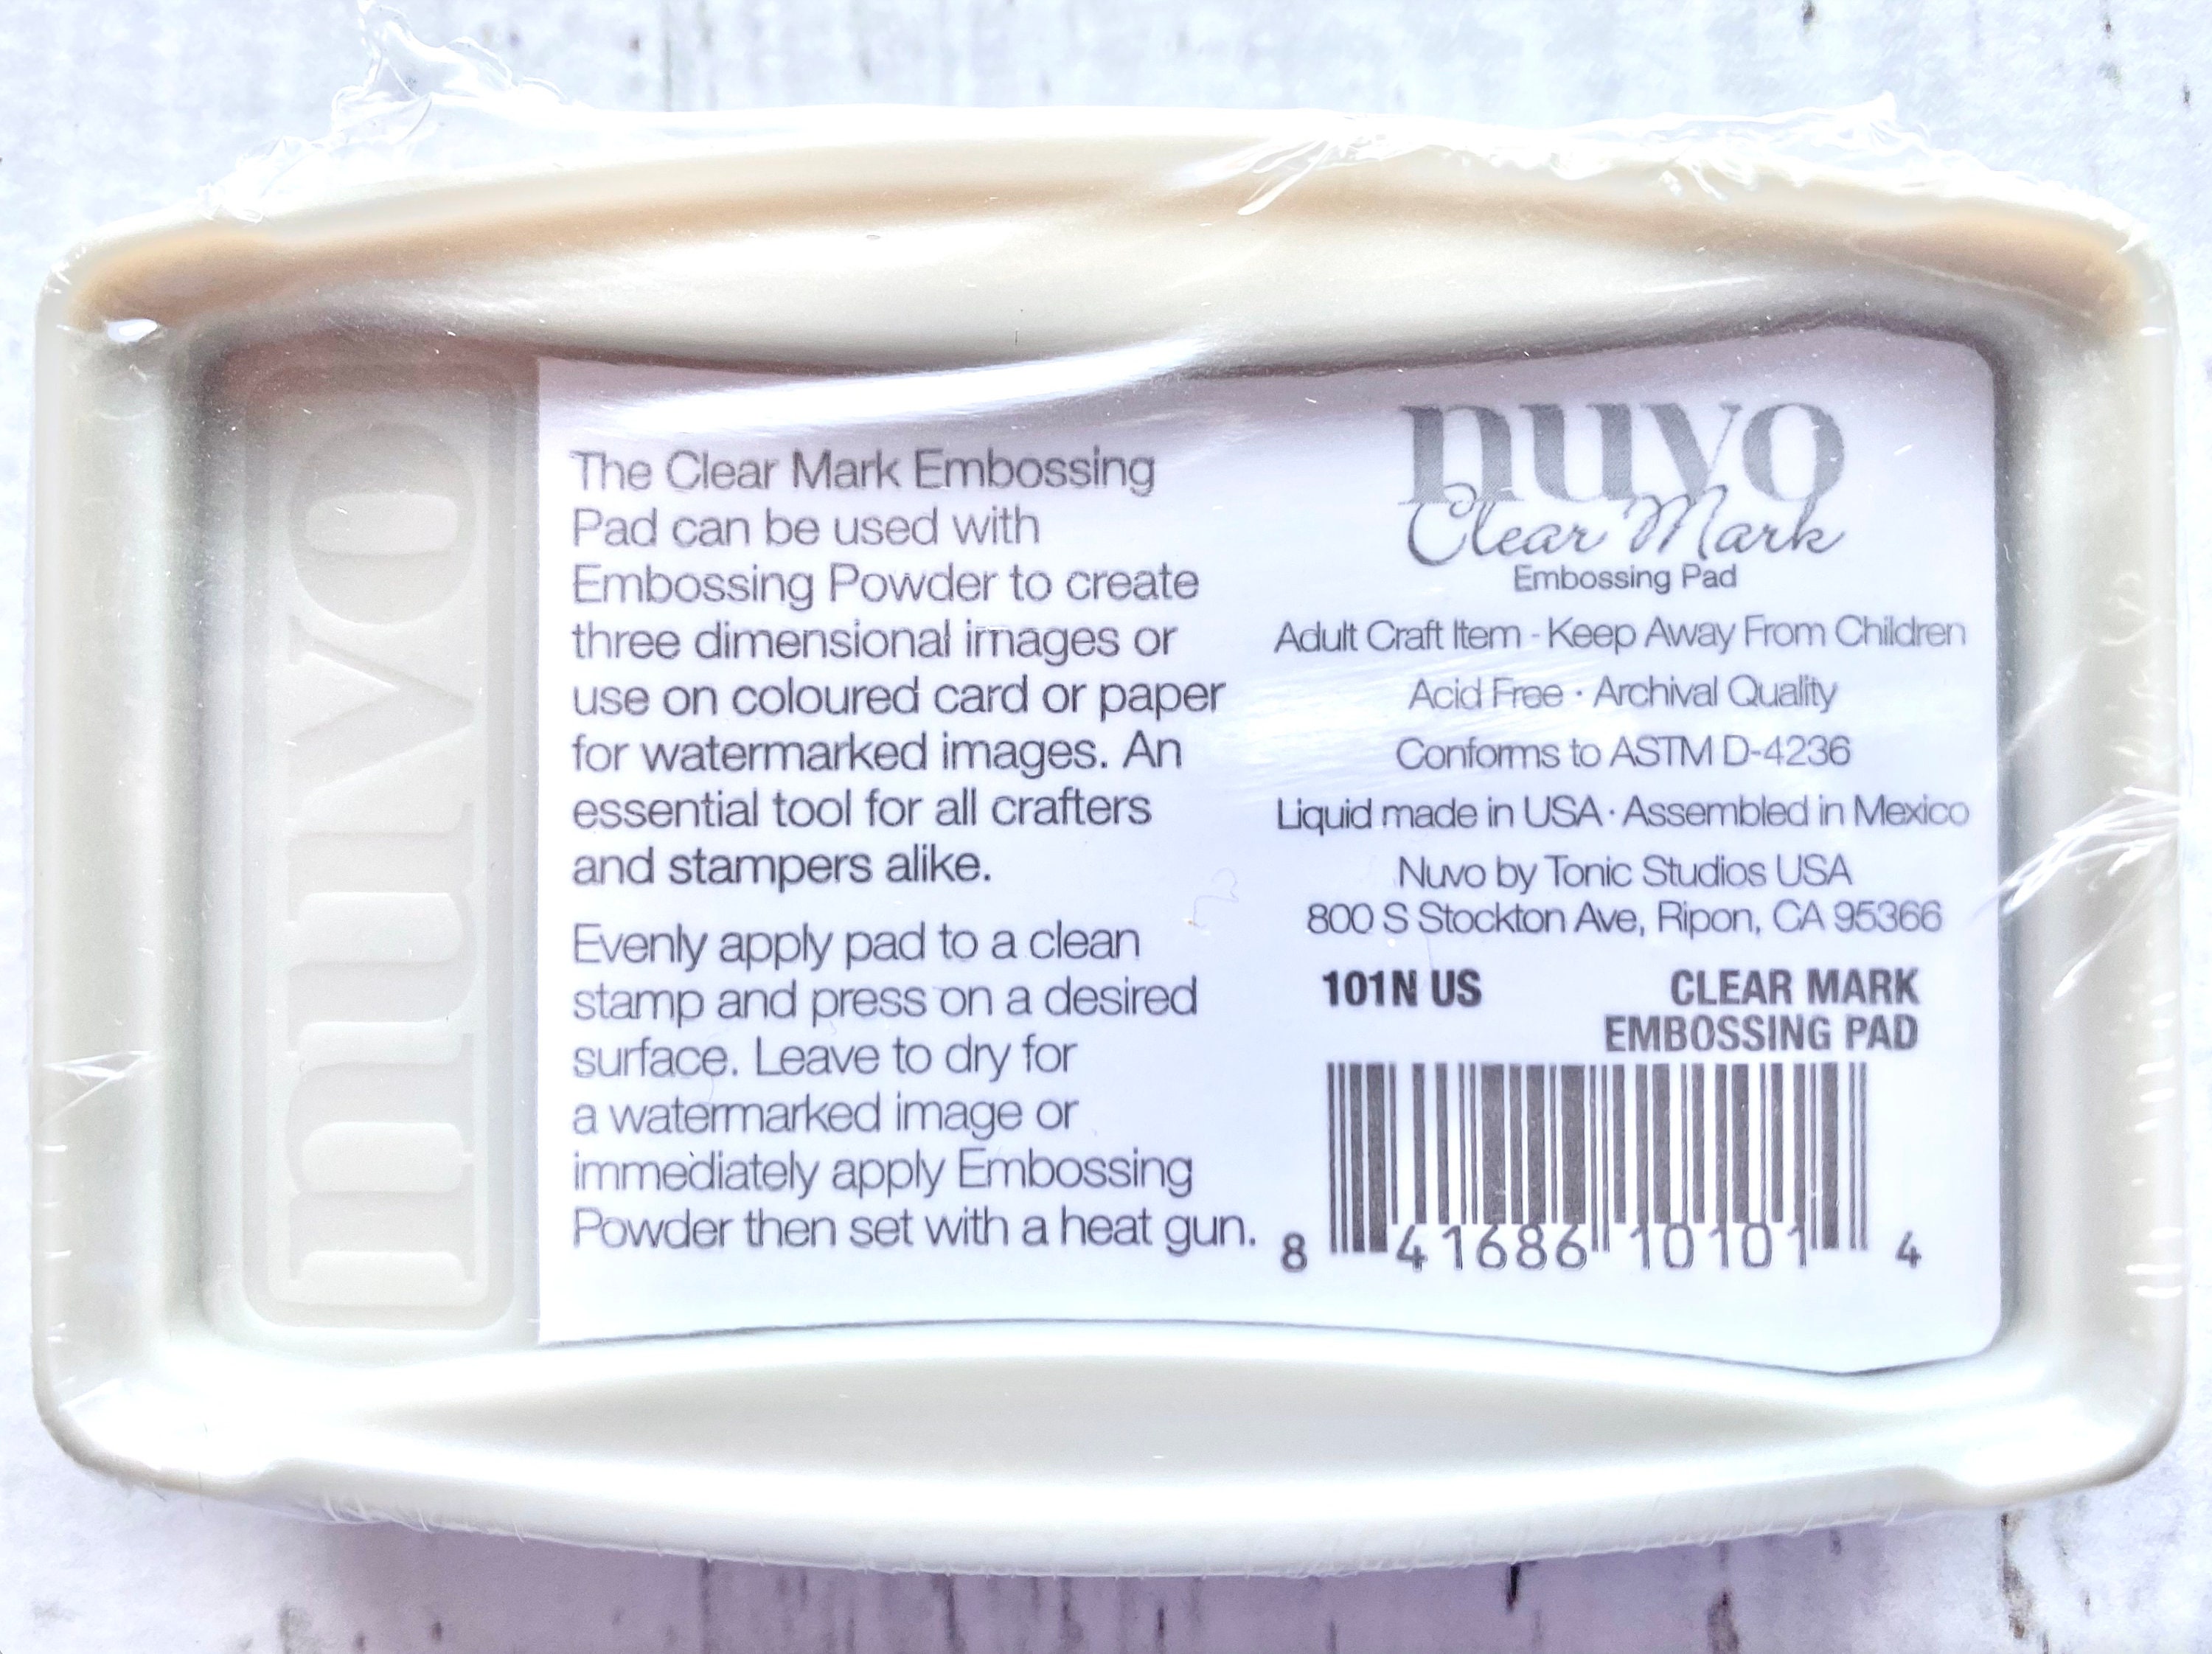 nuvo
The Clear Mark Embossing
Pad can be used with
Embossing Powder to create
three dimensional images or
use on coloured card or paper
for watermarked images. An
essential tool for all crafters
and stampers alike.
Evenly apply pad to a clean
stamp and press on a desired
surface. Leave to dry for
a watermarked image or
immediately apply Embossing
Powder then set with a heat gun.
nuvo
Clear Mark
Embossing Pad
Adult Craft Item - Keep Away From Children
Acid Free · Archival Quality
Conforms to ASTM D-4236
Liquid made in USA · Assembled in Mexico
Nuvo by Tonic Studios USA
800 S Stockton Ave, Ripon, CA 95366
101N US
CLEAR MARK
EMBOSSING PAD
8 41686 10101 4